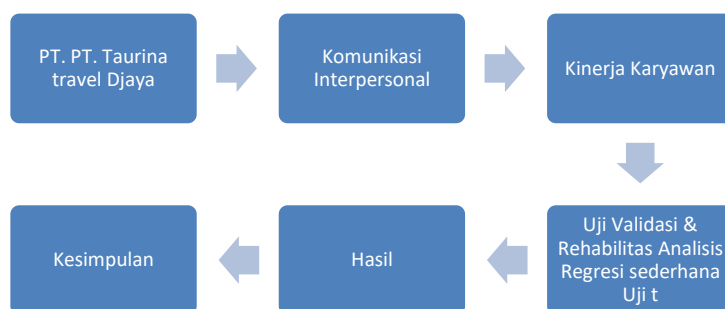 PT. PT. Taurina
travel Djaya
Komunikasi
Interpersonal
Kinerja Karyawan
Uji Validasi &
Rehabilitas Analisis
Regresi sederhana
Uji t
Hasil
Kesimpulan